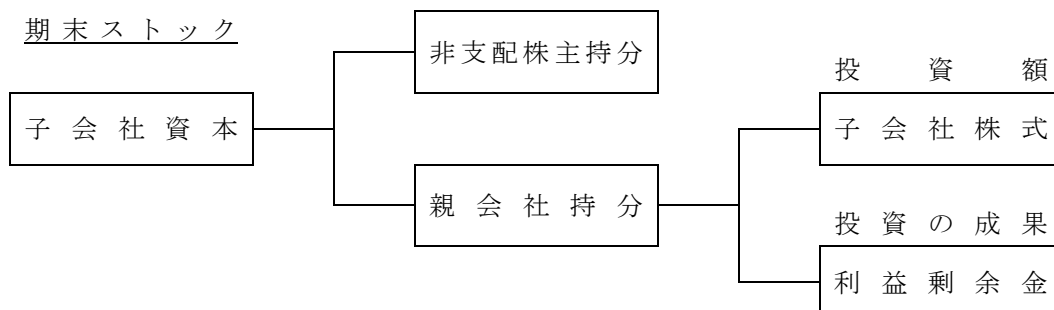 期末ストック
非支配株主持分
投資額
子会社資本
子会社株式
親会社持分
投資の成果
利益剰余金